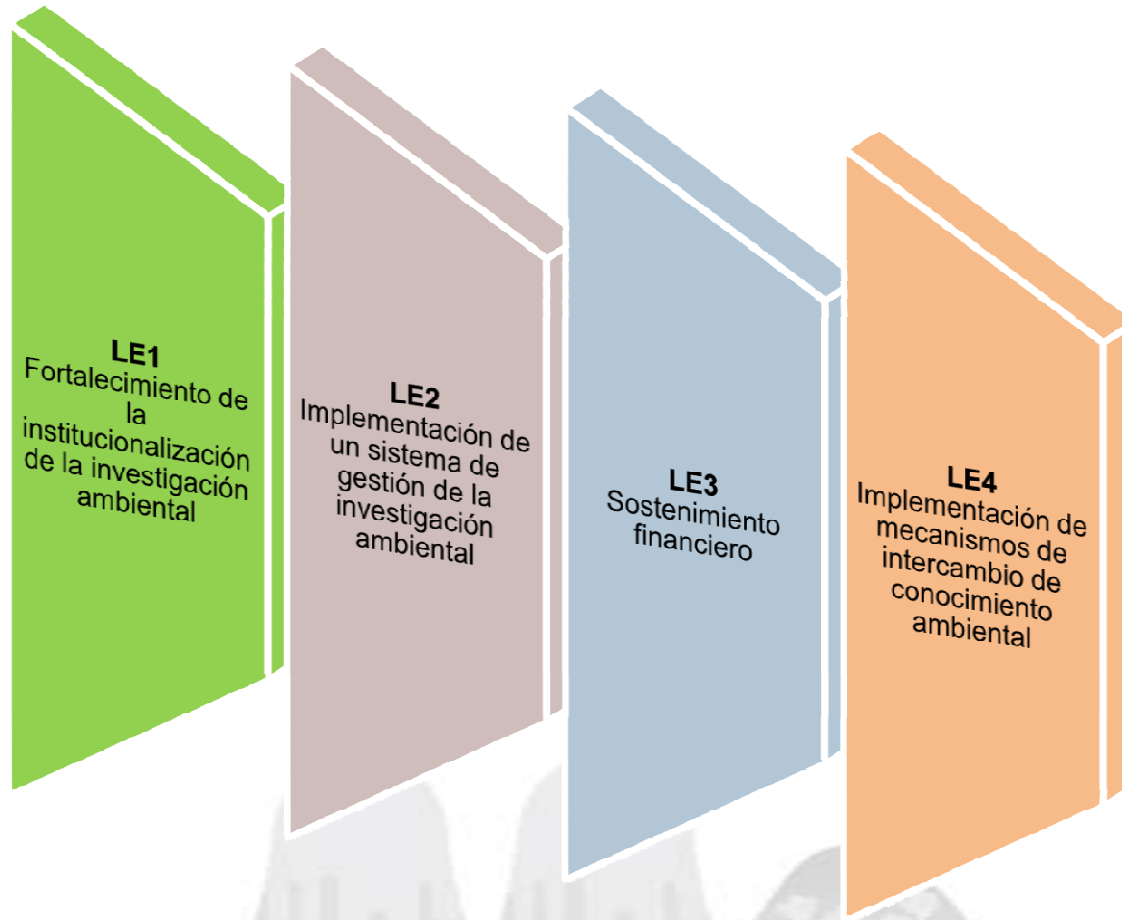 LE1
Fortalecimiento de
la
institucionalización
de la investigación
ambiental
LE2
Implementación de
un sistema de
gestión de la
investigación
ambiental
LE3
Sostenimiento
financiero
LE4
Implementación de
mecanismos de
intercambio de
conocimiento
ambiental